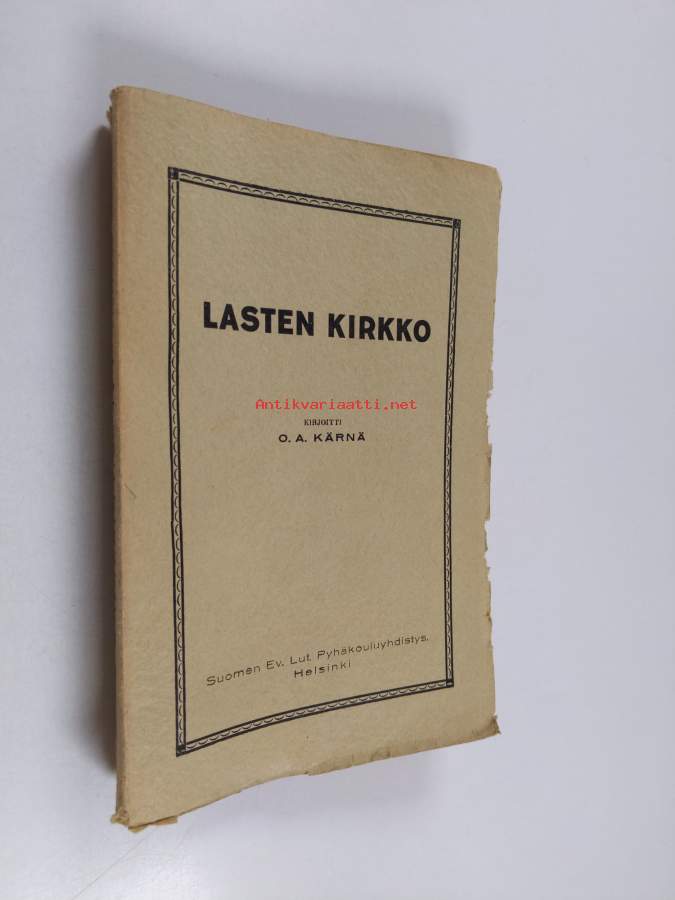 LASTEN KIRKKO
Antikvariaatti.net
KIRJOITTI
O. A. KÄRNÄ
Suomen Ev. Lut. Pyhäkouluyhdistys.
Helsinki